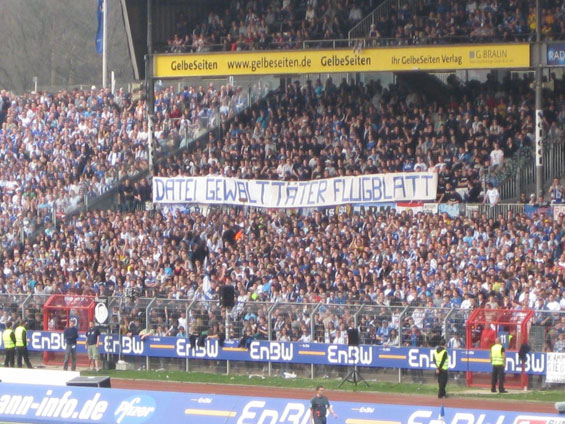 GelbeSeiten www.gelbeseiten.de GelbeSeiten Ihr GelbeSeiten Verlag G. BRAUN
DATEI GEWALTTÄTER FLUGBLATT
EnBW EnBW EnBW EnBW EnBW EnBW
ann-info.de Pfizer EnBW EnBW